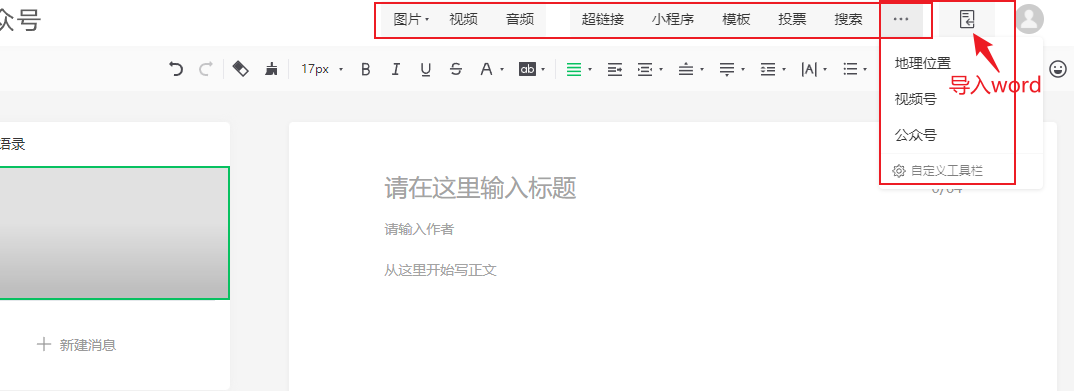 众号
图片 视频 音频 超链接 小程序 模板 投票 搜索 ···
17px B I U S A ab |A|
地理位置
导入word
视频号
公众号
自定义工具栏
语录
请在这里输入标题
请输入作者
从这里开始写正文
新建消息